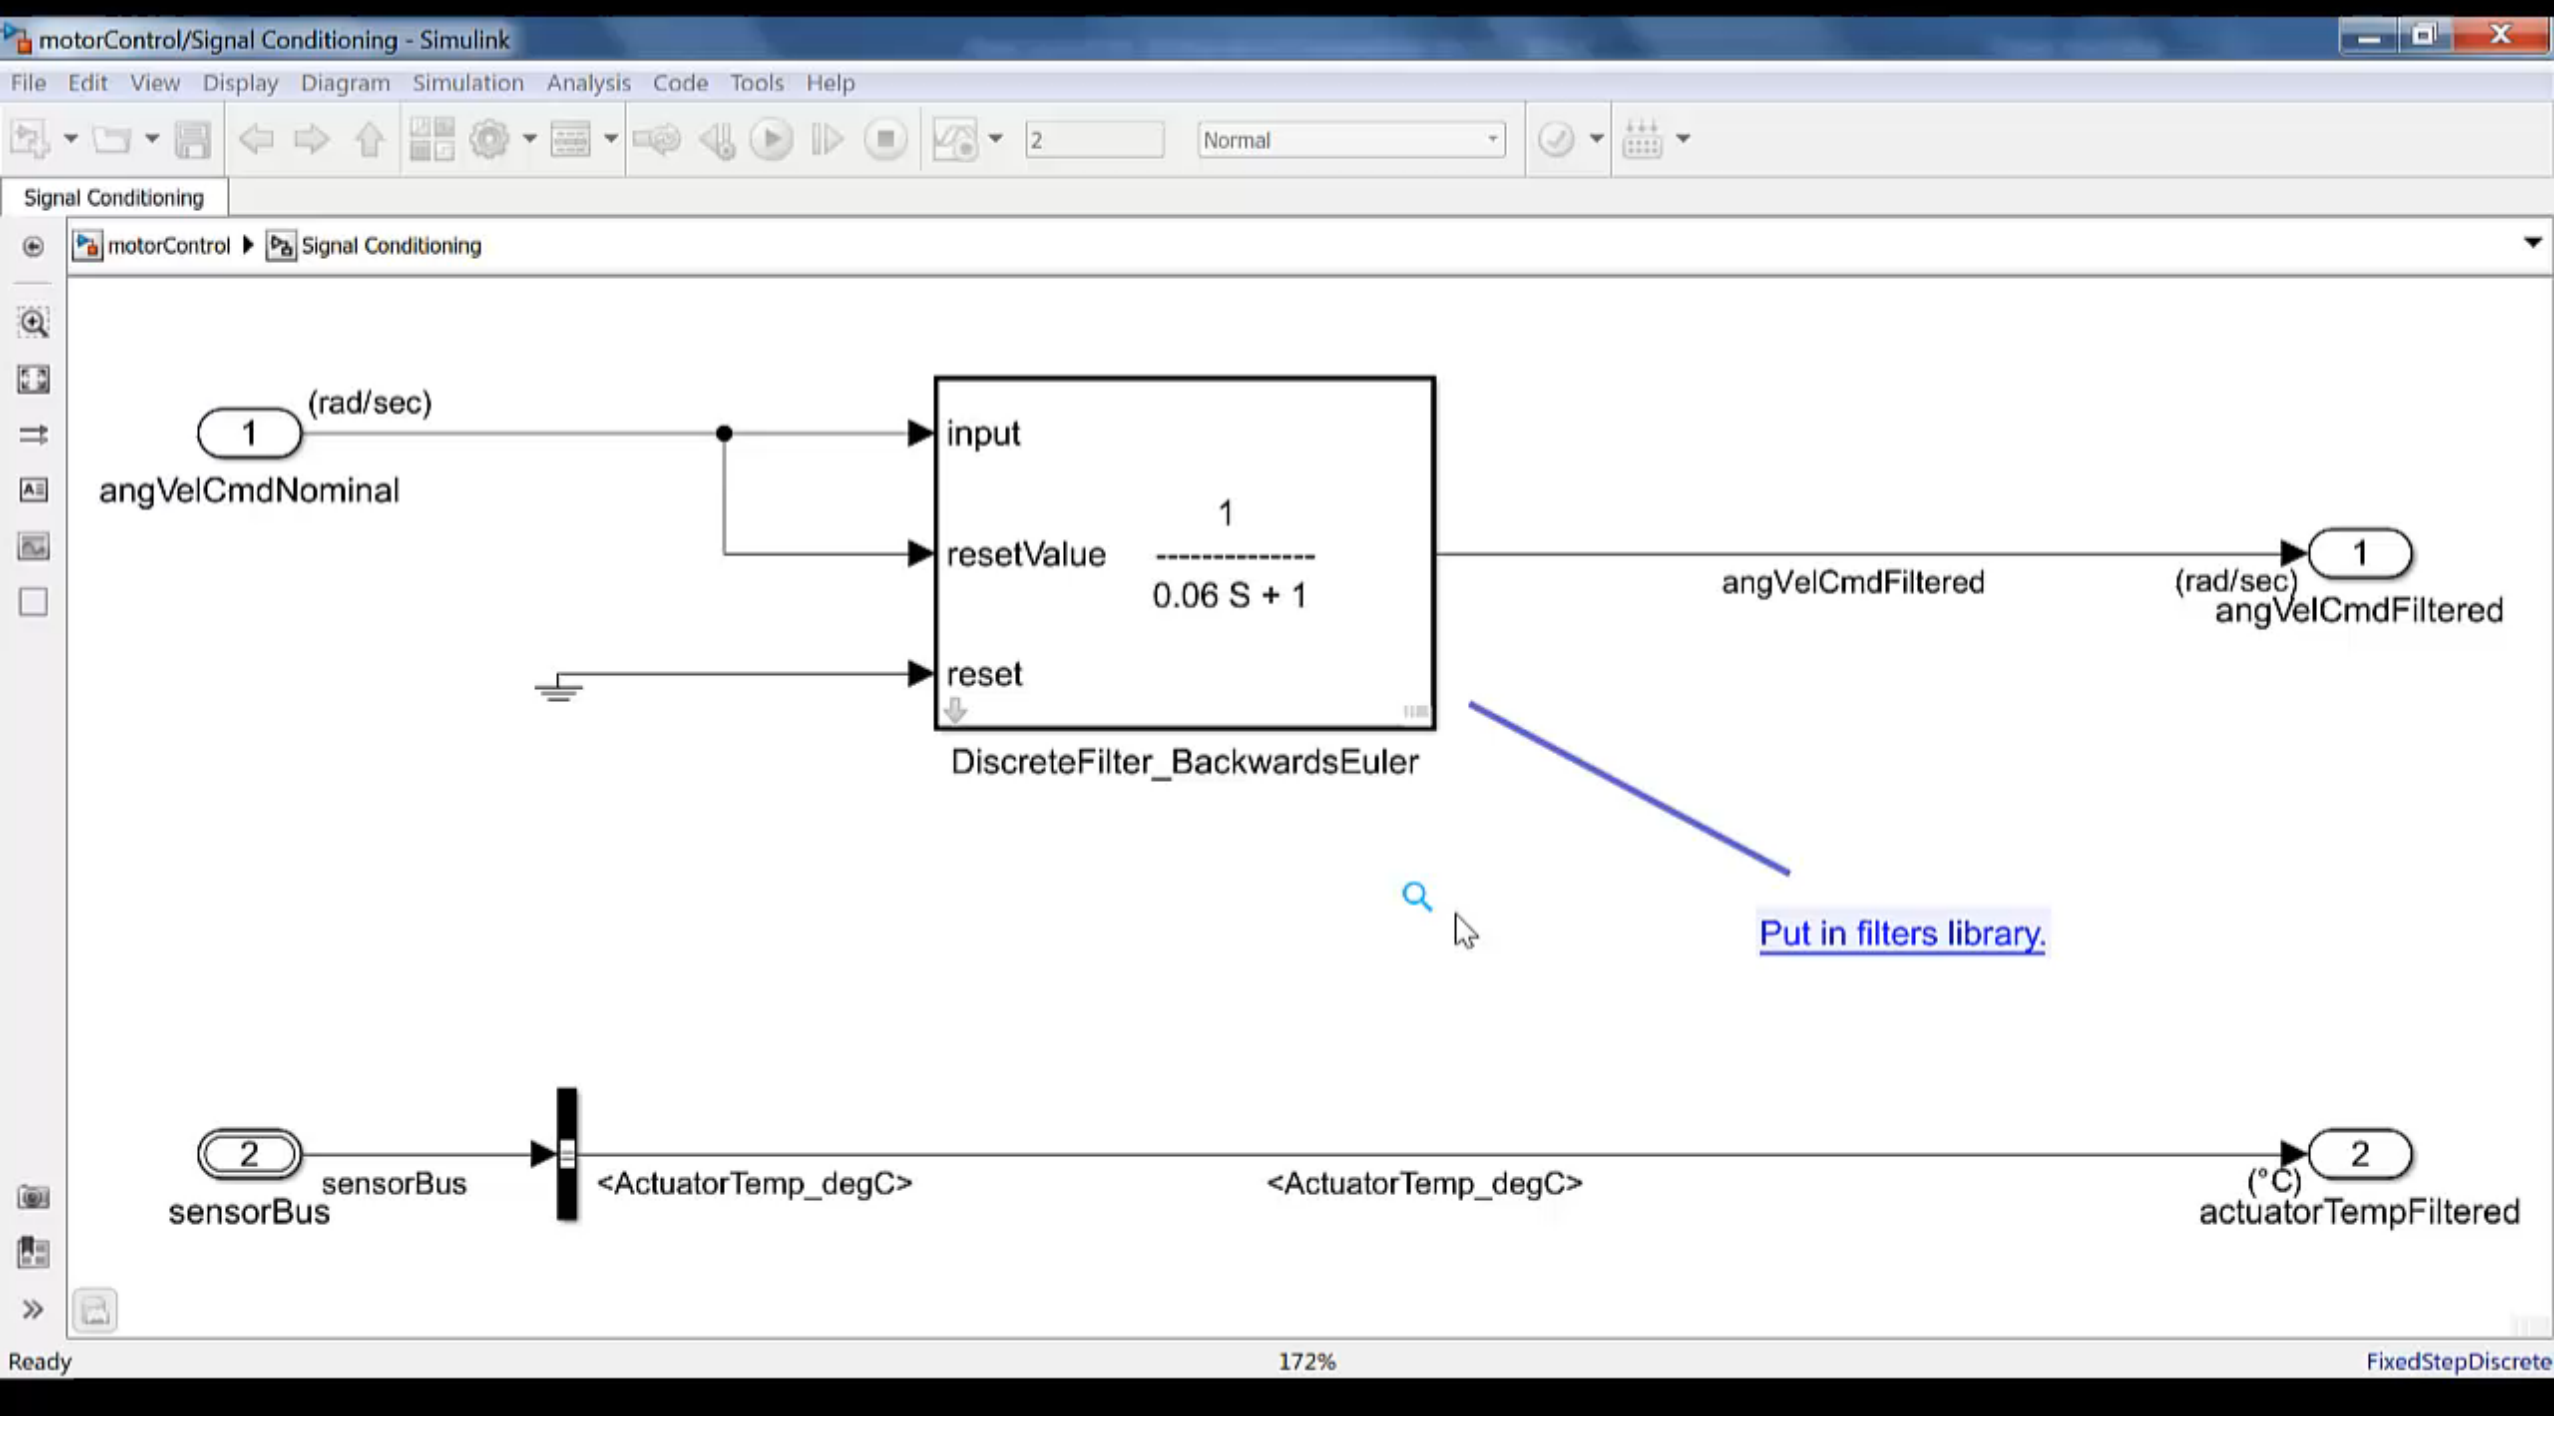 motorControl/Signal Conditioning - Simulink
File Edit View Display Diagram Simulation Analysis Code Tools Help
2 Normal
Signal Conditioning
motorControl Signal Conditioning
(rad/sec)
1
angVelCmdNominal
input
resetValue
reset
1
--------------
0.06 S + 1
DiscreteFilter_BackwardsEuler
angVelCmdFiltered
(rad/sec)
1
angVelCmdFiltered
Put in filters library.
2
sensorBus
sensorBus
<ActuatorTemp_degC>
<ActuatorTemp_degC>
(°C)
2
actuatorTempFiltered
Ready 172% FixedStepDiscrete